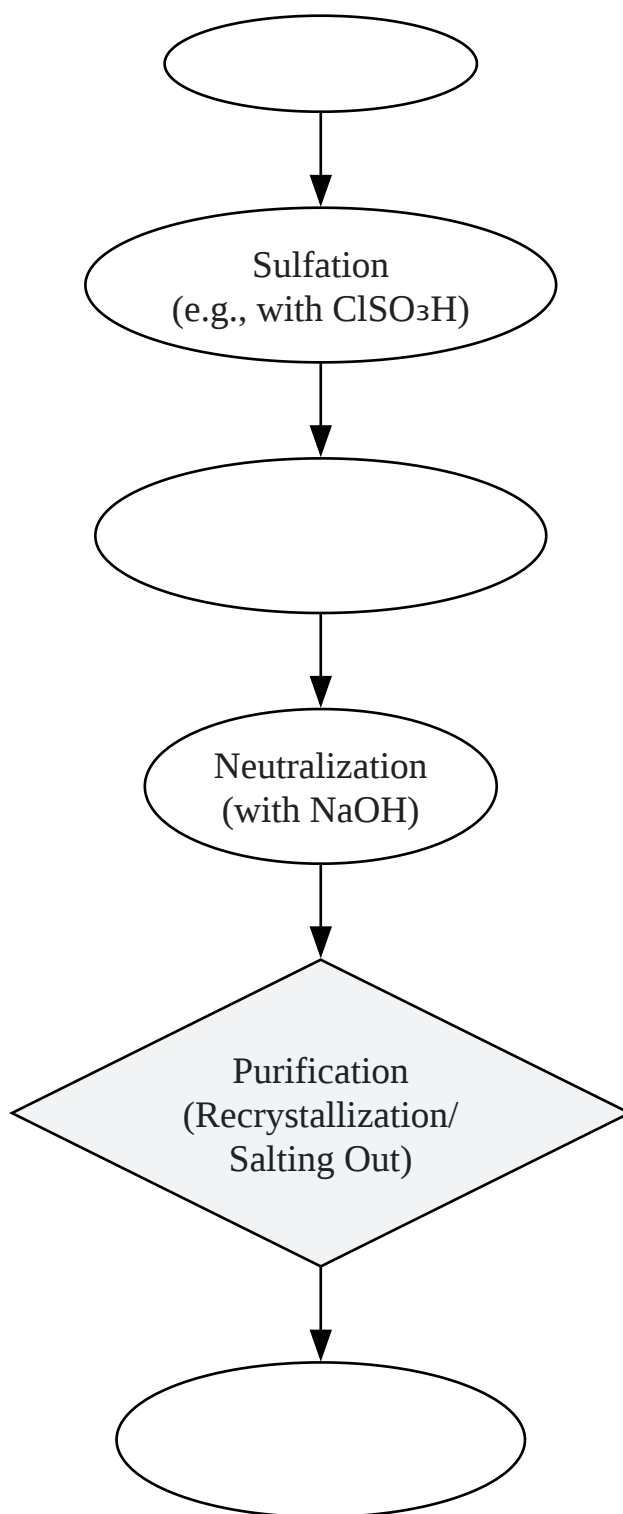 Sulfation
(e.g., with ClSO₃H)
Neutralization
(with NaOH)
Purification
(Recrystallization/
Salting Out)